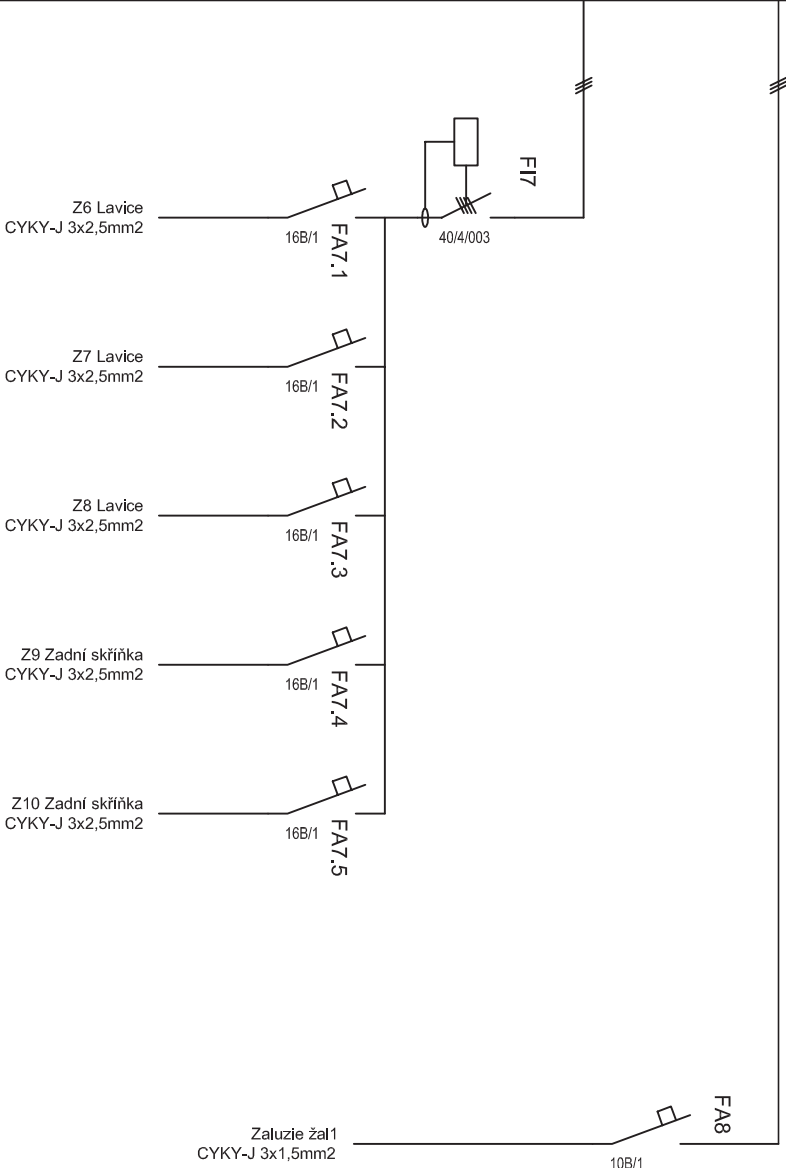 FI7
40/4/003
Z6 Lavice
CYKY-J 3x2,5mm2
16B/1
FA7.1
Z7 Lavice
CYKY-J 3x2,5mm2
16B/1
FA7.2
Z8 Lavice
CYKY-J 3x2,5mm2
16B/1
FA7.3
Z9 Zadní skříňka
CYKY-J 3x2,5mm2
16B/1
FA7.4
Z10 Zadní skříňka
CYKY-J 3x2,5mm2
16B/1
FA7.5
Zaluzie žal1
CYKY-J 3x1,5mm2
10B/1
FA8